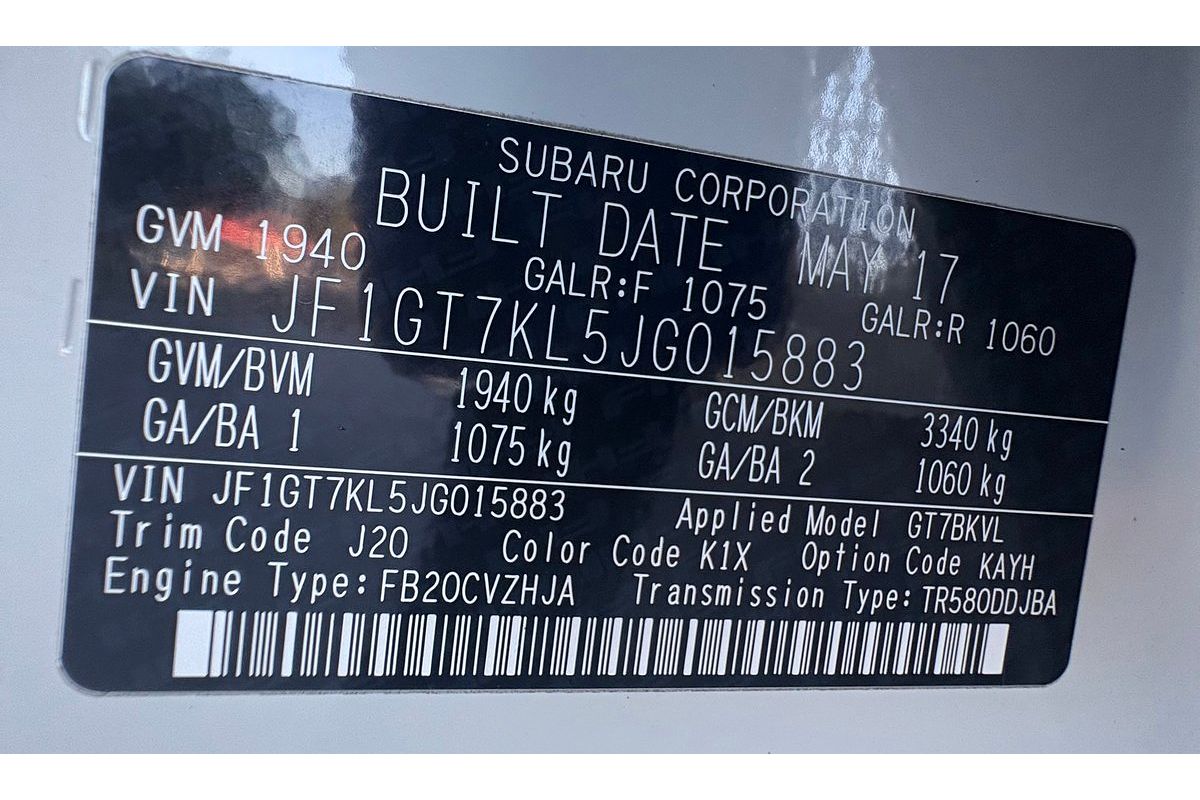 SUBARU CORPORATION
BUILT DATE MAY 17
GVM 1940 GALR:F 1075 GALR:R 1060
VIN JF1GT7KL5JG015883
GVM/BVM 1940 kg GCM/BKM 3340 kg
GA/BA 1 1075 kg GA/BA 2 1060 kg
VIN JF1GT7KL5JG015883 Applied Model GT7BKVL
Trim Code J20 Color Code K1X Option Code KAYH
Engine Type:FB20CVZHJA Transmission Type:TR580DDJBA